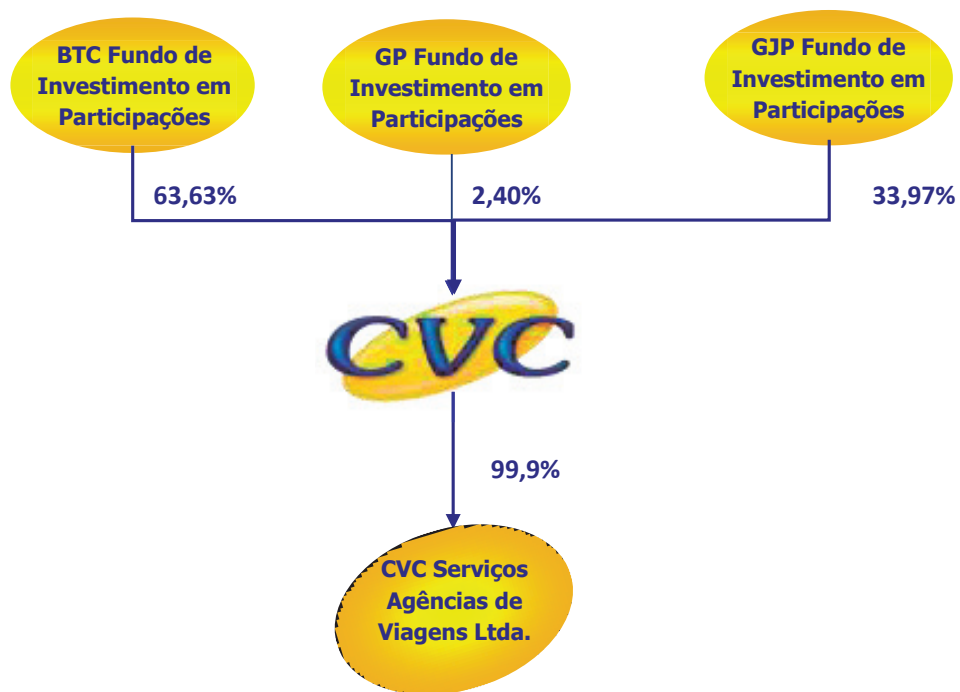 BTC Fundo de
Investimento em
Participações
GP Fundo de
Investimento em
Participações
GJP Fundo de
Investimento em
Participações
63,63%
2,40%
33,97%
CVC
99,9%
CVC Serviços
Agências de
Viagens Ltda.